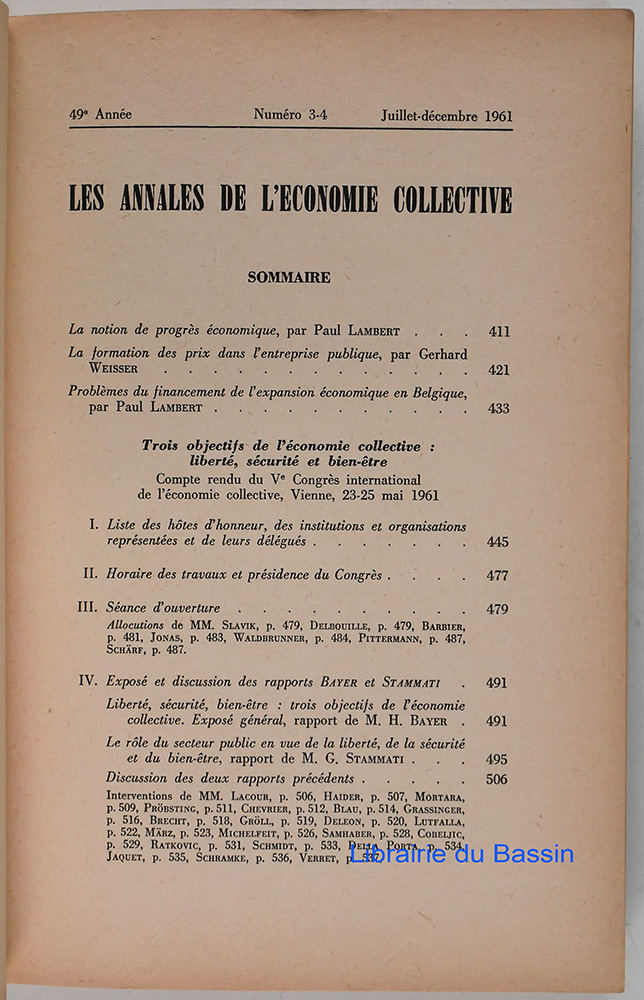 49e Année Numéro 3-4 Juillet-décembre 1961
LES ANNALES DE L'ECONOMIE COLLECTIVE
SOMMAIRE
La notion de progrès économique, par Paul LAMBERT . . . 411
La formation des prix dans l'entreprise publique, par Gerhard
WEISSER . . . . . . . . . . . . . 421
Problèmes du financement de l'expansion économique en Belgique,
par Paul LAMBERT . . . . . . . . . . . 433
Trois objectifs de l'économie collective :
liberté, sécurité et bien-être
Compte rendu du Ve Congrès international
de l'économie collective, Vienne, 23-25 mai 1961
I. Liste des hôtes d'honneur, des institutions et organisations
représentées et de leurs délégués . . . . . . . 445
II. Horaire des travaux et présidence du Congrès . . . . 477
III. Séance d'ouverture . . . . . . . . . . 479
Allocutions de MM. SLAVIK, p. 479, DELBOUILLE, p. 479, BARBIER,
p. 481, JONAS, p. 483, WALDBRUNNER, p. 484, PITTERMANN, p. 487,
SCHÄRF, p. 487.
IV. Exposé et discussion des rapports BAYER et STAMMATI . 491
Liberté, sécurité, bien-être : trois objectifs de l'économie
collective. Exposé général, rapport de M. H. BAYER . 491
Le rôle du secteur public en vue de la liberté, de la sécurité
et du bien-être, rapport de M. G. STAMMATI . . . 495
Discussion des deux rapports précédents . . . . . 506
Interventions de MM. LACOUR, p. 506, HAIDER, p. 507, MORTARA,
p. 509, PRÖBSTING, p. 511, CHEVRIER, p. 512, BLAU, p. 514, GRASSINGER,
p. 516, BRECHT, p. 518, GRÖLL, p. 519, DELEON, p. 520, LUTFALLA,
p. 522, MÄRZ, p. 523, MICHELFEIT, p. 526, SAMHABER, p. 528, COBELJIC,
p. 529, RATKOVIC, p. 531, SCHMIDT, p. 533, DELLA PORTA, p. 534,
JAQUET, p. 535, SCHRAMKE, p. 536, VERRET, p. 537.
Librairie du Bassin